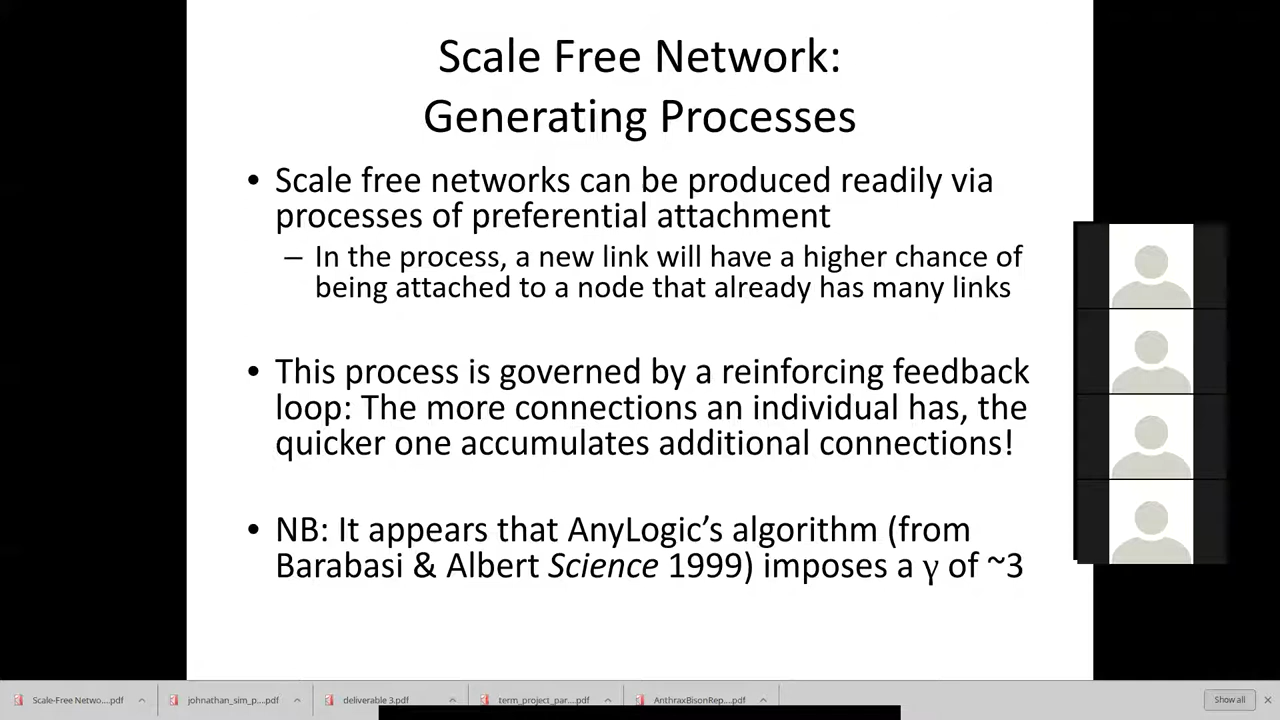 Scale Free Network:
Generating Processes
• Scale free networks can be produced readily via
processes of preferential attachment
– In the process, a new link will have a higher chance of
being attached to a node that already has many links
• This process is governed by a reinforcing feedback
loop: The more connections an individual has, the
quicker one accumulates additional connections!
• NB: It appears that AnyLogic’s algorithm (from
Barabasi & Albert Science 1999) imposes a γ of ~3
Scale-Free Netwo....pdf
johnathan_sim_p....pdf
deliverable 3.pdf
term_project_par....pdf
AnthraxBisonRep....pdf
Show all